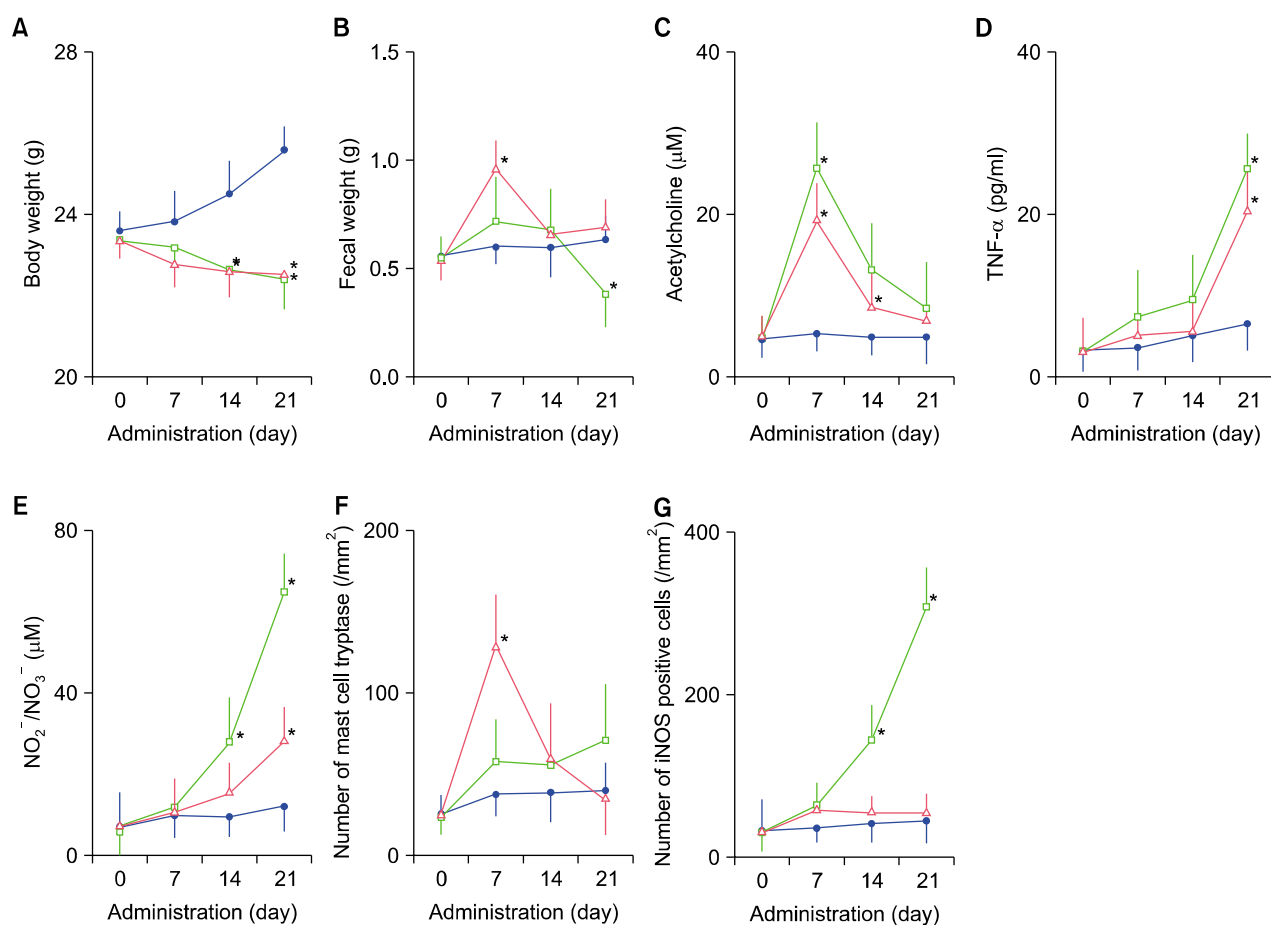 A
28
24
20
Body weight (g)
0 7 14 21
Administration (day)
* * *
B
1.5
1.0
0.5
0.0
Fecal weight (g)
0 7 14 21
Administration (day)
* *
C
40
20
0
Acetylcholine (μM)
0 7 14 21
Administration (day)
* * *
D
40
20
0
TNF-α (pg/ml)
0 7 14 21
Administration (day)
* *
E
80
40
0
NO₂⁻/NO₃⁻ (μM)
0 7 14 21
Administration (day)
* * *
F
200
100
0
Number of mast cell tryptase (/mm²)
0 7 14 21
Administration (day)
*
G
400
200
0
Number of iNOS positive cells (/mm²)
0 7 14 21
Administration (day)
* *